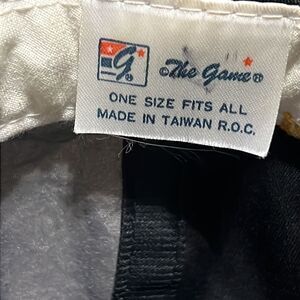 G ©The Game®
ONE SIZE FITS ALL
MADE IN TAIWAN R.O.C.